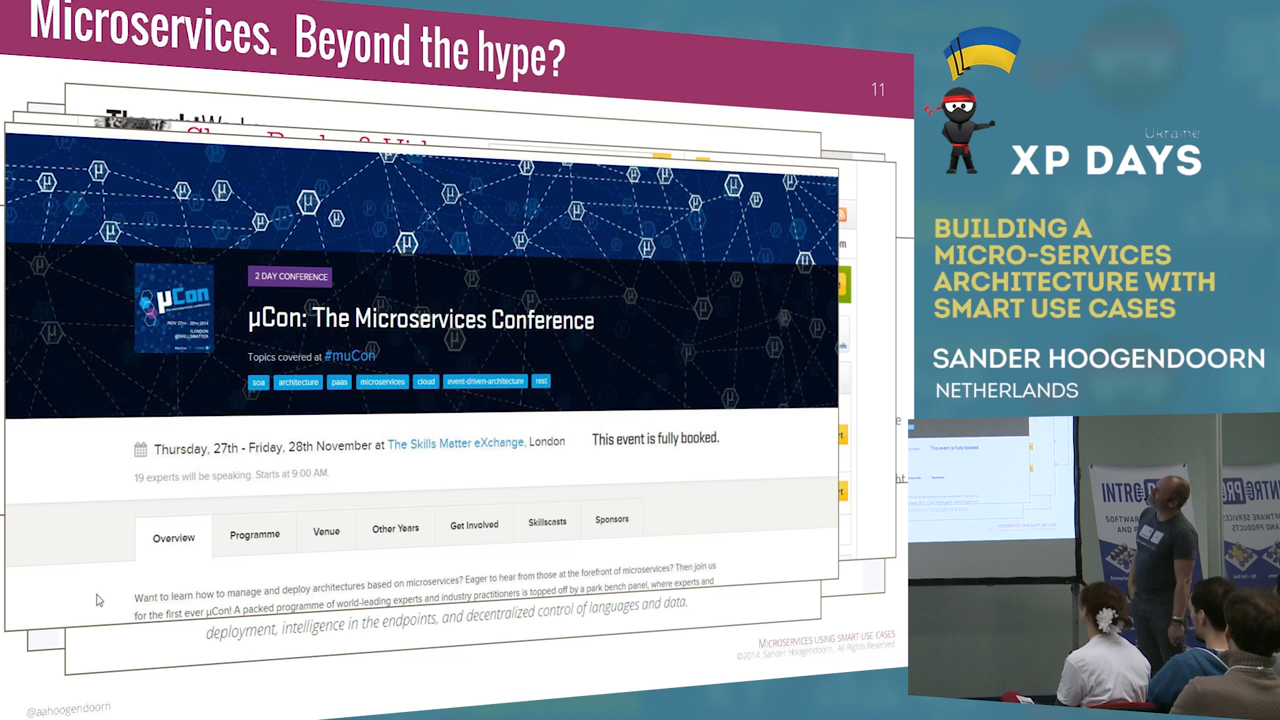 Microservices. Beyond the hype?
11
2 DAY CONFERENCE
µCon
µCon: The Microservices Conference
Topics covered at #muCon
soa architecture paas microservices cloud event-driven-architecture rest
Thursday, 27th - Friday, 28th November at The Skills Matter eXchange, London
This event is fully booked.
19 experts will be speaking. Starts at 9:00 AM.
Overview Programme Venue Other Years Get Involved Skillscasts Sponsors
Want to learn how to manage and deploy architectures based on microservices? Eager to hear from those at the forefront of microservices? Then join us
for the first ever µCon! A packed programme of world-leading experts and industry practitioners is topped off by a park bench panel, where experts and
deployment, intelligence in the endpoints, and decentralized control of languages and data.
MICROSERVICES USING SMART USE CASES
©2014 Sander Hoogendoorn. All Rights Reserved
@aahoogendoorn
Ukraine
XP DAYS
BUILDING A
MICRO-SERVICES
ARCHITECTURE WITH
SMART USE CASES
SANDER HOOGENDOORN
NETHERLANDS
This event is fully booked.